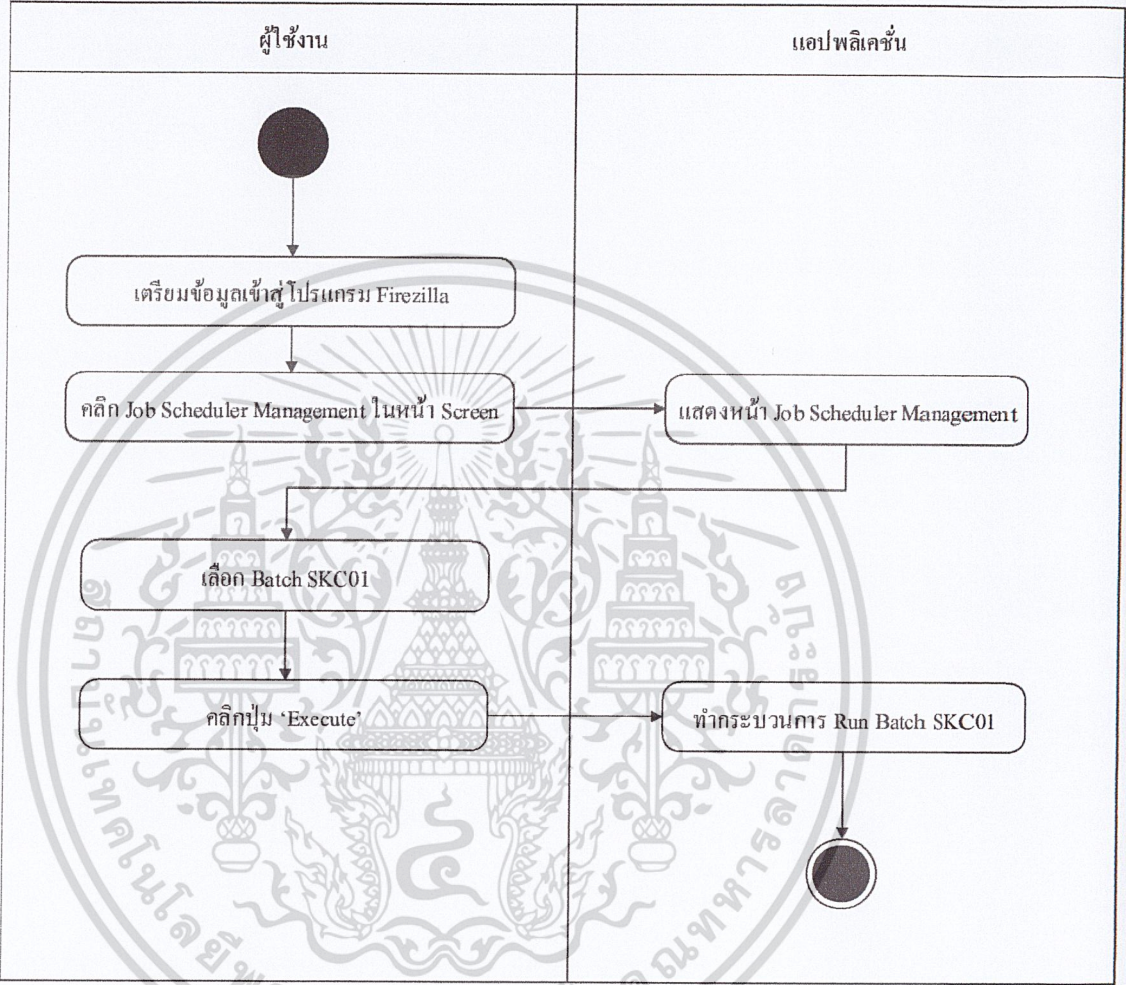 ผู้ใช้งาน
แอปพลิเคชั่น
เตรียมข้อมูลเข้าสู่โปรแกรม Firezilla
คลิก Job Scheduler Management ในหน้า Screen
แสดงหน้า Job Scheduler Management
เลือก Batch SKC01
คลิกปุ่ม ‘Execute’
ทำกระบวนการ Run Batch SKC01